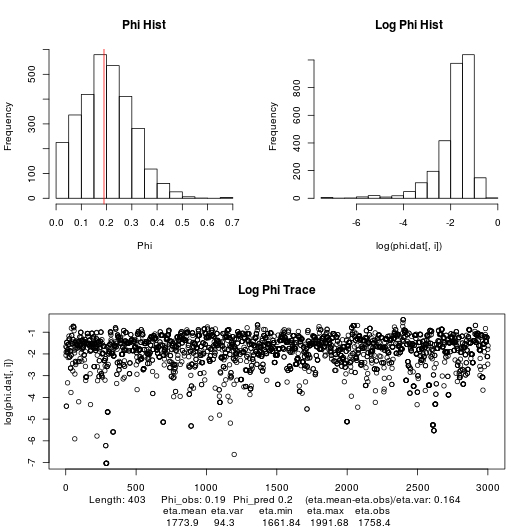 Phi Hist
Log Phi Hist
Frequency
0 100 300 500
0.0 0.1 0.2 0.3 0.4 0.5 0.6 0.7
Phi
Frequency
0 200 400 600 800
-6 -4 -2 0
log(phi.dat[, i])
Log Phi Trace
log(phi.dat[, i])
-1
-2
-3
-4
-5
-6
-7
0 500 1000 1500 2000 2500 3000
Length: 403 Phi_obs: 0.19 Phi_pred 0.2 (eta.mean-eta.obs)/eta.var: 0.164
eta.mean eta.var eta.min eta.max eta.obs
1773.9 94.3 1661.84 1991.68 1758.4